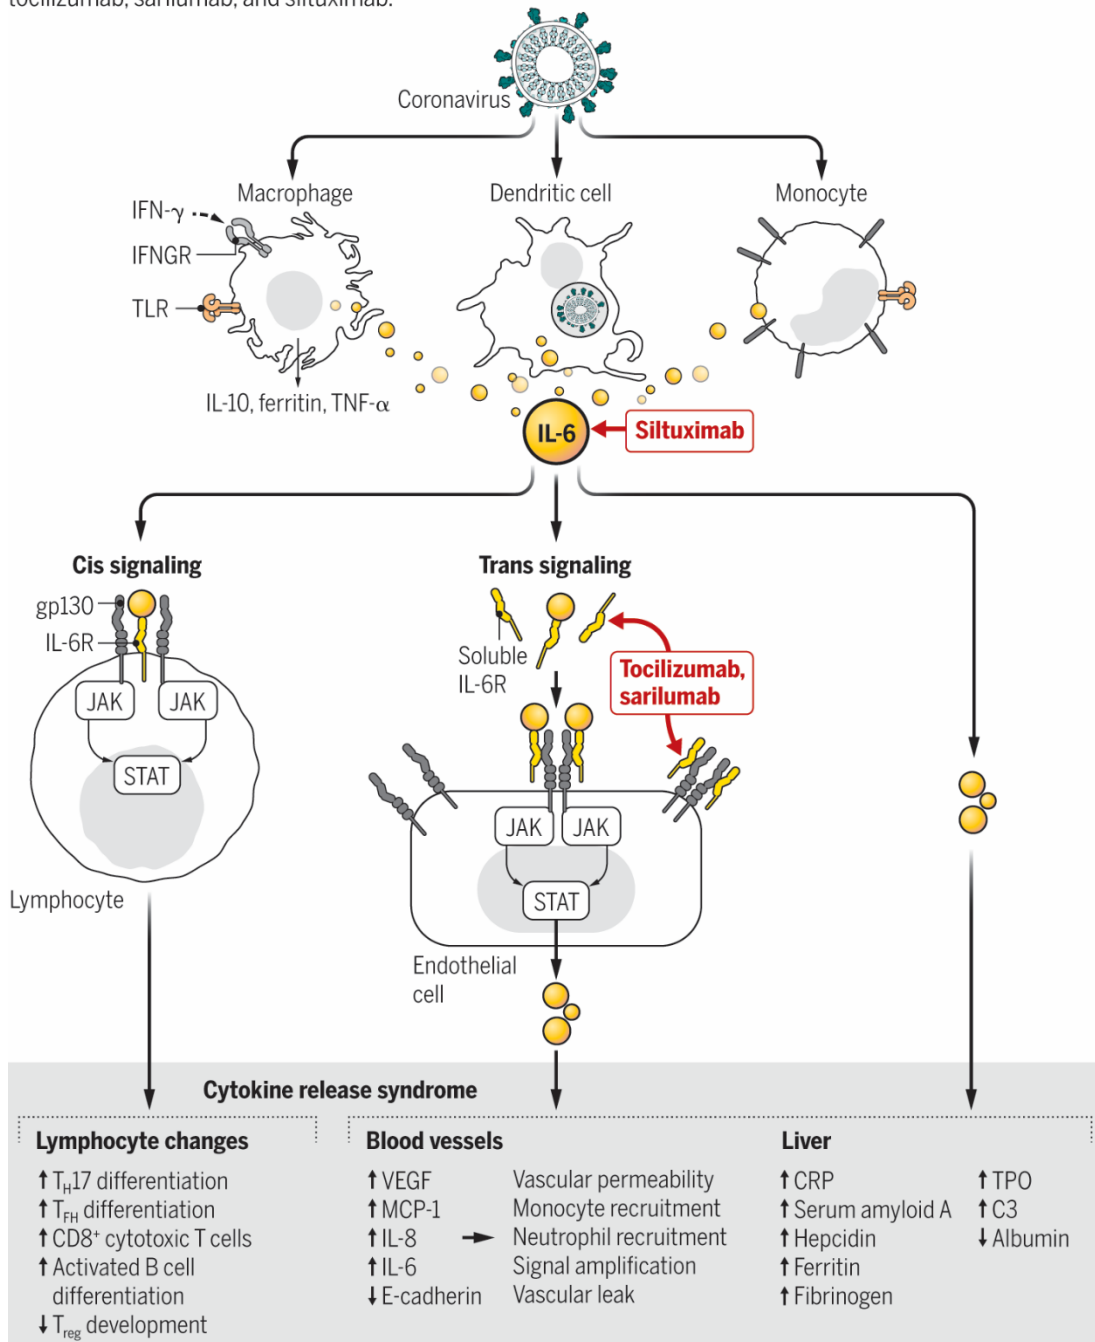 tocilizumab, sarilumab, and siltuximab.
Coronavirus
Macrophage
Dendritic cell
Monocyte
IFN-γ
IFNGR
TLR
IL-10, ferritin, TNF-α
IL-6
Siltuximab
Cis signaling
Trans signaling
gp130
IL-6R
Soluble
IL-6R
Tocilizumab,
sarilumab
JAK
JAK
STAT
JAK
JAK
STAT
Lymphocyte
Endothelial
cell
Cytokine release syndrome
Lymphocyte changes
↑ TH17 differentiation
↑ TFH differentiation
↑ CD8+ cytotoxic T cells
↑ Activated B cell
differentiation
↓ Treg development
Blood vessels
↑ VEGF Vascular permeability
↑ MCP-1 Monocyte recruitment
↑ IL-8 → Neutrophil recruitment
↑ IL-6 Signal amplification
↓ E-cadherin Vascular leak
Liver
↑ CRP ↑ TPO
↑ Serum amyloid A ↑ C3
↑ Hepcidin ↓ Albumin
↑ Ferritin
↑ Fibrinogen